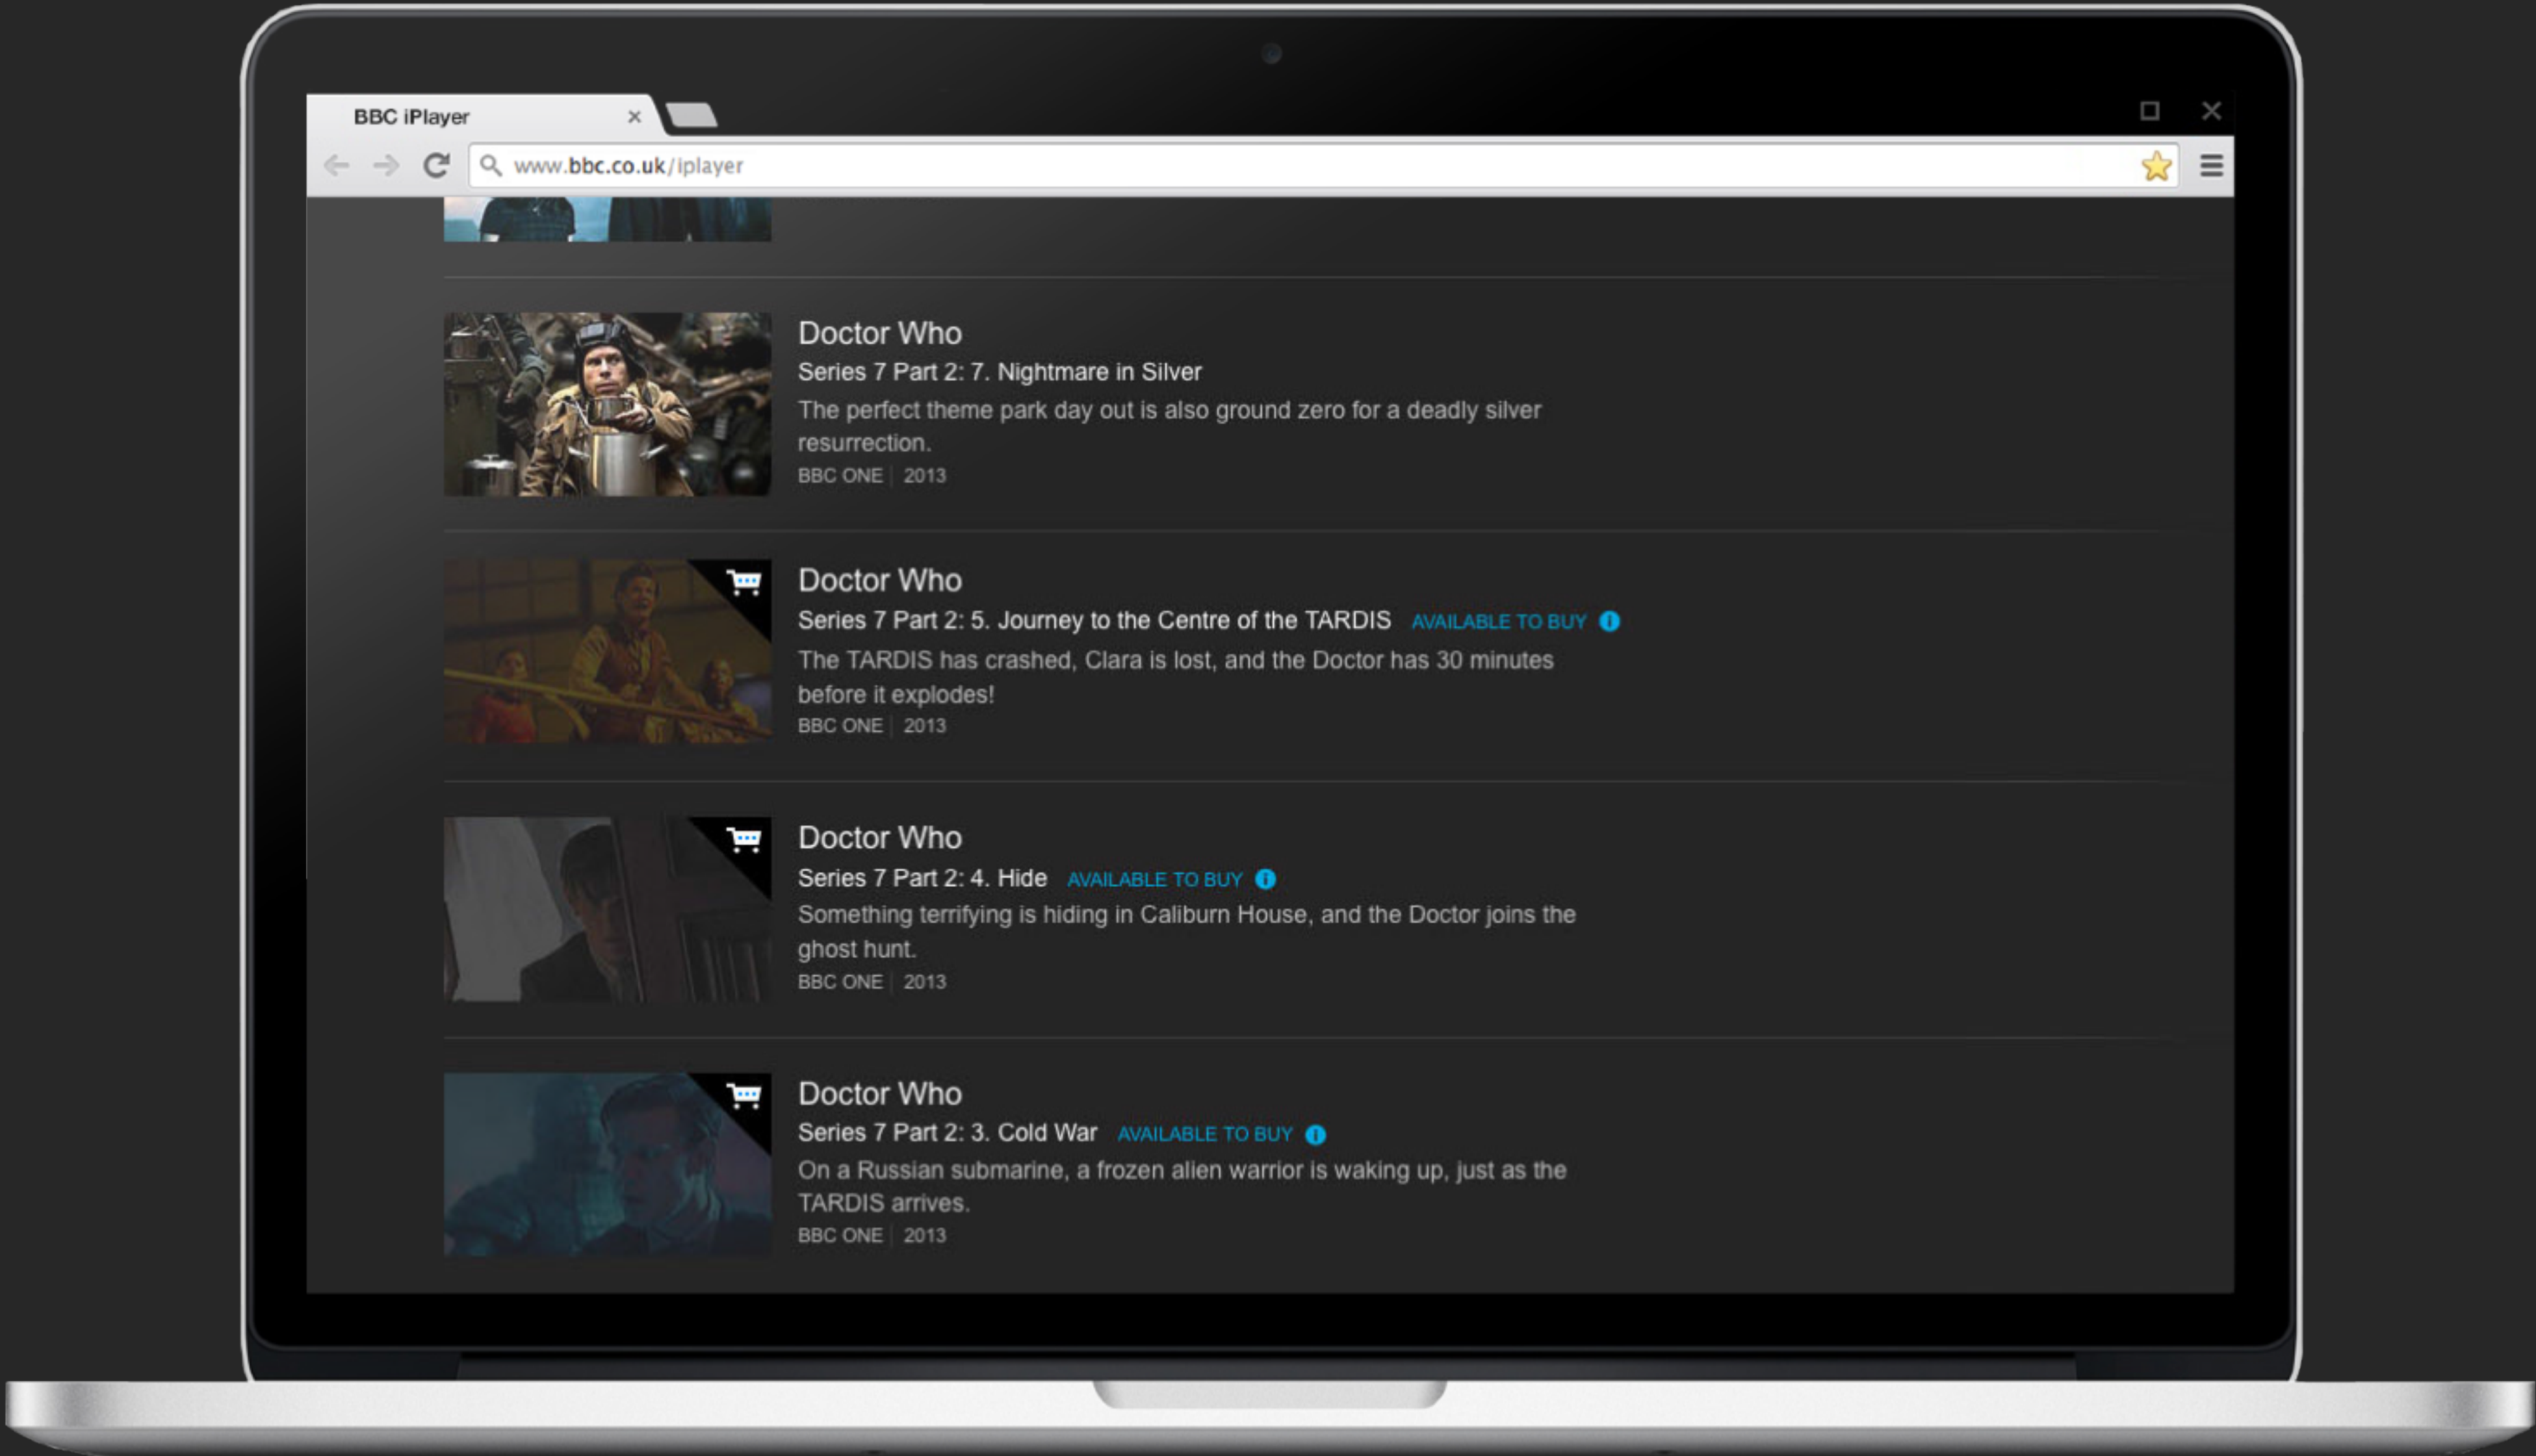 BBC iPlayer
www.bbc.co.uk/iplayer
Doctor Who
Series 7 Part 2: 7. Nightmare in Silver
The perfect theme park day out is also ground zero for a deadly silver
resurrection.
BBC ONE 2013
Doctor Who
Series 7 Part 2: 5. Journey to the Centre of the TARDIS AVAILABLE TO BUY i
The TARDIS has crashed, Clara is lost, and the Doctor has 30 minutes
before it explodes!
BBC ONE 2013
Doctor Who
Series 7 Part 2: 4. Hide AVAILABLE TO BUY i
Something terrifying is hiding in Caliburn House, and the Doctor joins the
ghost hunt.
BBC ONE 2013
Doctor Who
Series 7 Part 2: 3. Cold War AVAILABLE TO BUY i
On a Russian submarine, a frozen alien warrior is waking up, just as the
TARDIS arrives.
BBC ONE 2013